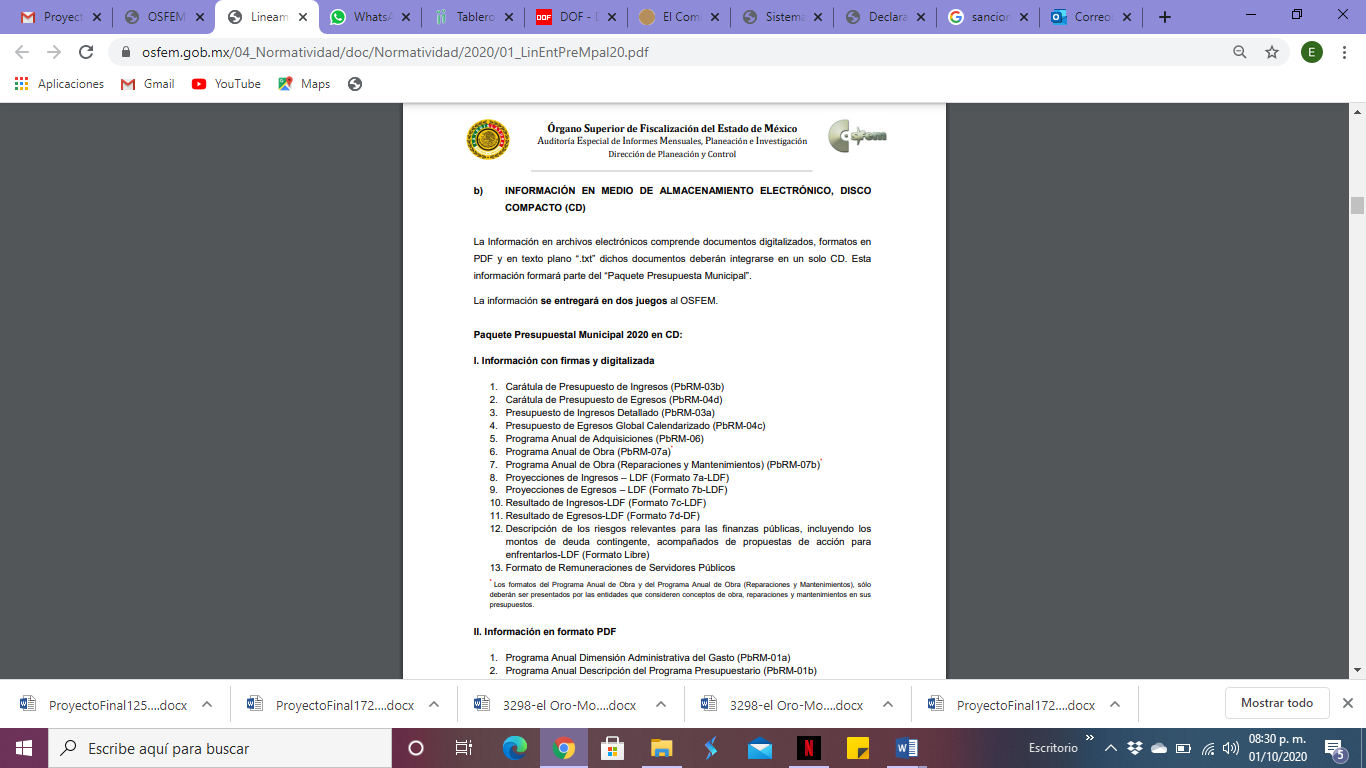 Proyect
OSFEM
Lineam
WhatsA
Tablero
DOF - D
El Com
Sistema
Declara
sancion
Correo
osfem.gob.mx/04_Normatividad/doc/Normatividad/2020/01_LinEntPreMpal20.pdf
E
Aplicaciones
Gmail
YouTube
Maps
Órgano Superior de Fiscalización del Estado de México
Auditoría Especial de Informes Mensuales, Planeación e Investigación
Dirección de Planeación y Control
osfem
b) INFORMACIÓN EN MEDIO DE ALMACENAMIENTO ELECTRÓNICO, DISCO
COMPACTO (CD)
La Información en archivos electrónicos comprende documentos digitalizados, formatos en
PDF y en texto plano “.txt” dichos documentos deberán integrarse en un solo CD. Esta
información formará parte del “Paquete Presupuesta Municipal”.
La información se entregará en dos juegos al OSFEM.
Paquete Presupuestal Municipal 2020 en CD:
I. Información con firmas y digitalizada
1. Carátula de Presupuesto de Ingresos (PbRM-03b)
2. Carátula de Presupuesto de Egresos (PbRM-04d)
3. Presupuesto de Ingresos Detallado (PbRM-03a)
4. Presupuesto de Egresos Global Calendarizado (PbRM-04c)
5. Programa Anual de Adquisiciones (PbRM-06)
6. Programa Anual de Obra (PbRM-07a)*
7. Programa Anual de Obra (Reparaciones y Mantenimientos) (PbRM-07b)*
8. Proyecciones de Ingresos – LDF (Formato 7a-LDF)
9. Proyecciones de Egresos – LDF (Formato 7b-LDF)
10. Resultado de Ingresos-LDF (Formato 7c-LDF)
11. Resultado de Egresos-LDF (Formato 7d-DF)
12. Descripción de los riesgos relevantes para las finanzas públicas, incluyendo los
montos de deuda contingente, acompañados de propuestas de acción para
enfrentarlos-LDF (Formato Libre)
13. Formato de Remuneraciones de Servidores Públicos
* Los formatos del Programa Anual de Obra y del Programa Anual de Obra (Reparaciones y Mantenimientos), sólo
deberán ser presentados por las entidades que consideren conceptos de obra, reparaciones y mantenimientos en sus
presupuestos.
II. Información en formato PDF
1. Programa Anual Dimensión Administrativa del Gasto (PbRM-01a)
2. Programa Anual Descripción del Programa Presupuestario (PbRM-01b)
ProyectoFinal125....docx
ProyectoFinal172....docx
3298-el Oro-Mo....docx
3298-el Oro-Mo....docx
ProyectoFinal172....docx
Mostrar todo
Escribe aquí para buscar
Escritorio
08:30 p. m.
01/10/2020
5